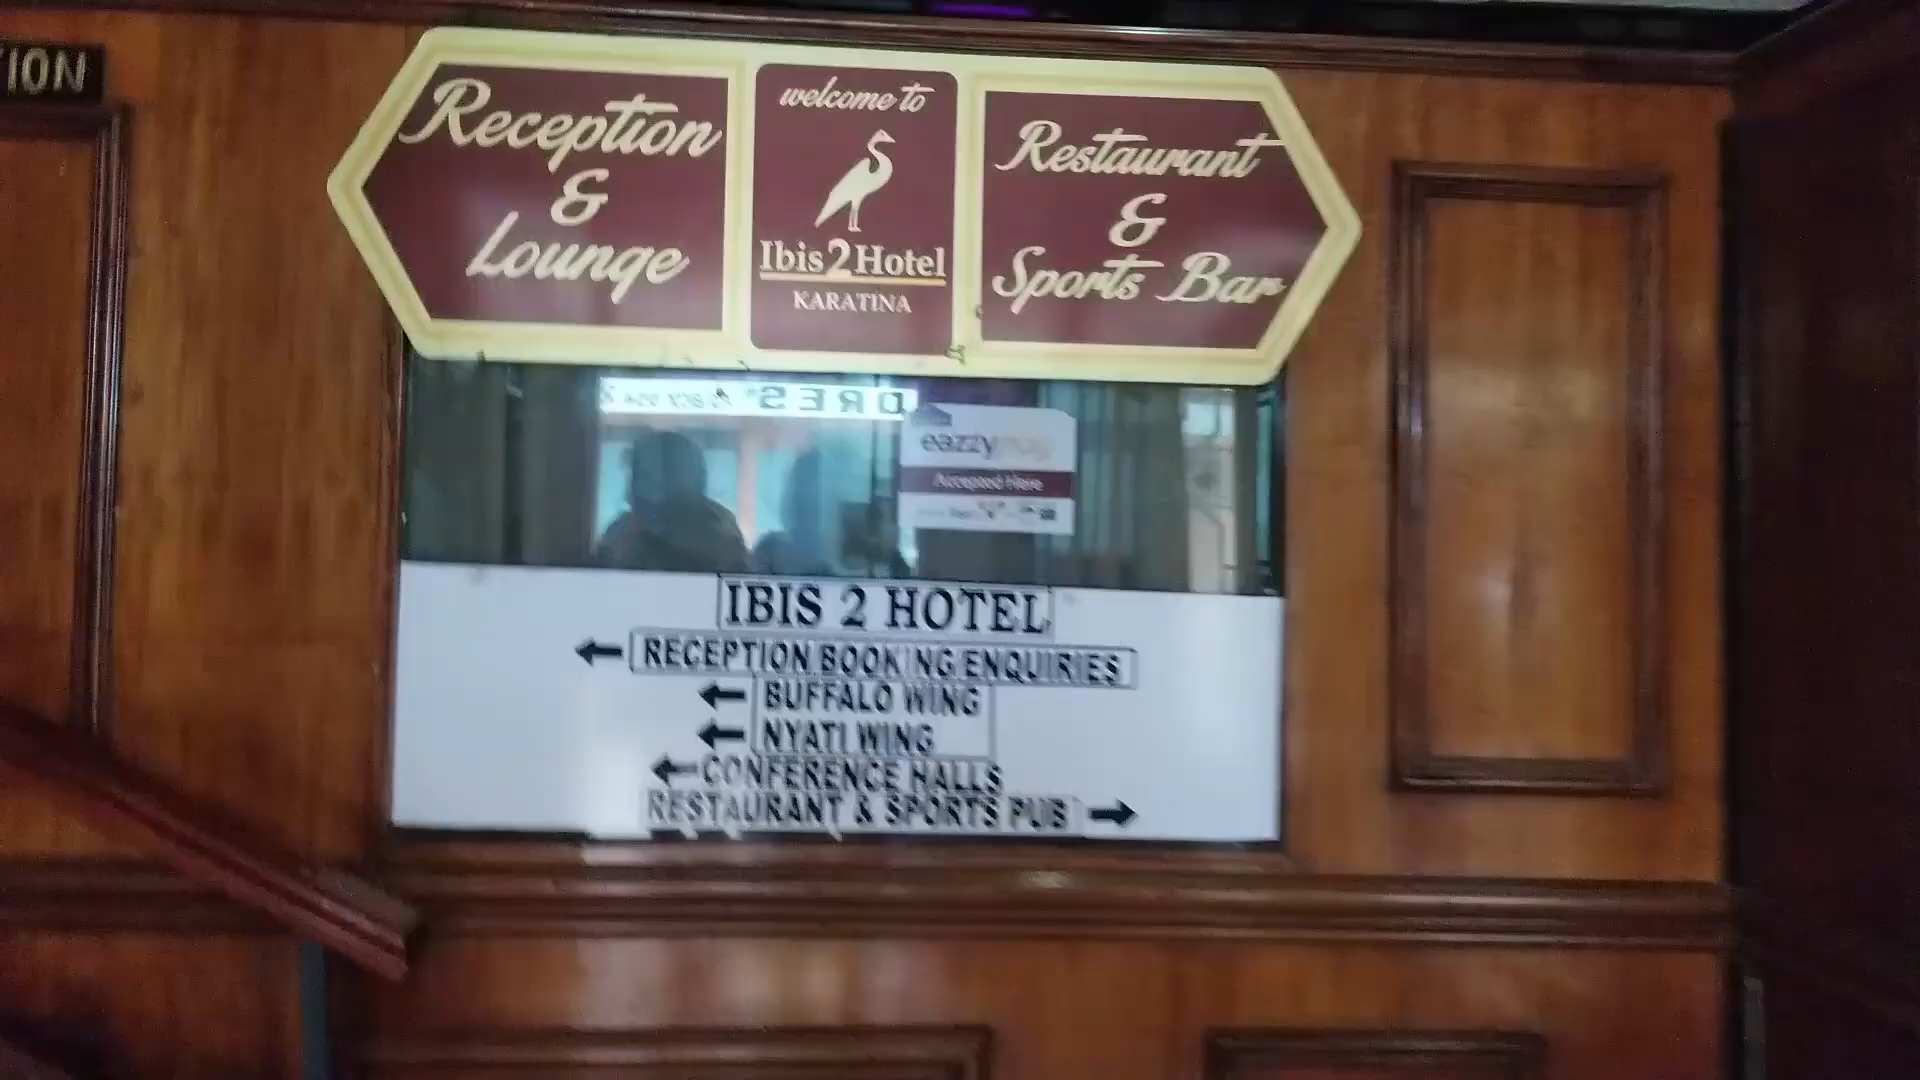 ION
Reception
&
Lounge
welcome to
Ibis 2 Hotel
KARATINA
Restaurant
&
Sports Bar
eazzypay
Accepted Here
IBIS 2 HOTEL
RECEPTION/BOOKING/ENQUIRIES
BUFFALO WING
NYATI WING
CONFERENCE HALLS
RESTAURANT & SPORTS PUB